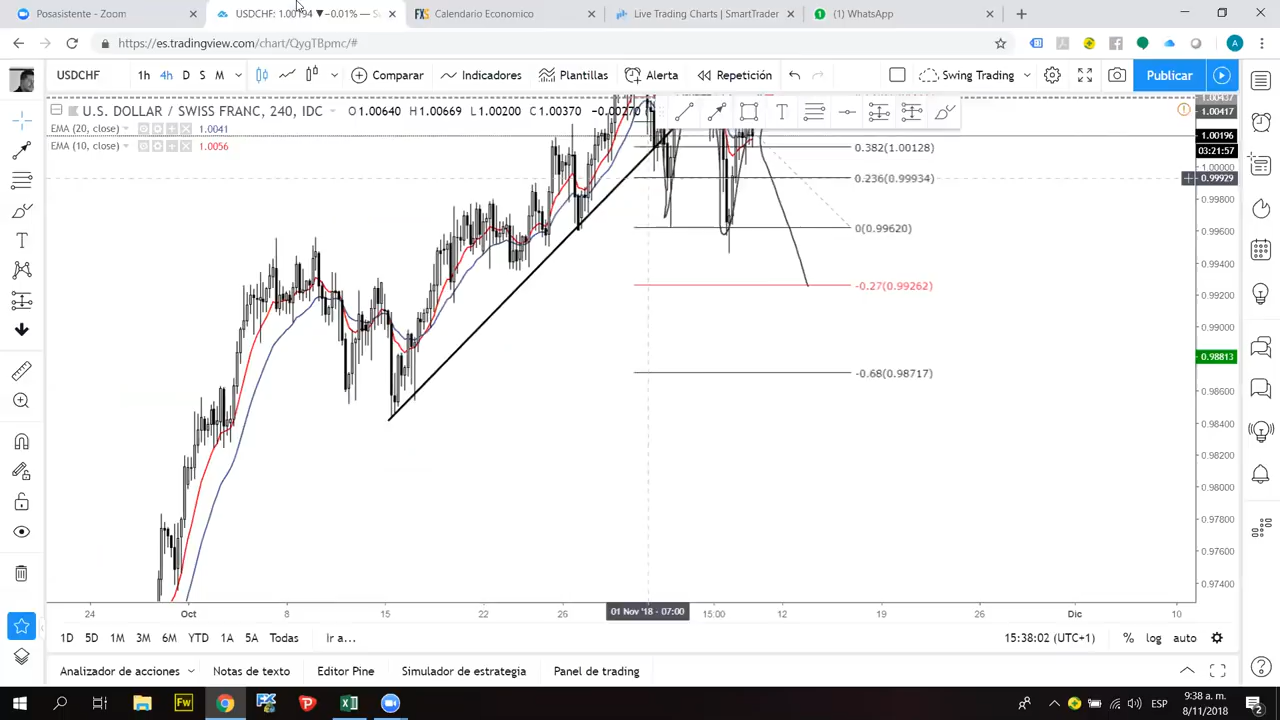 Posasistente – Zoom
USDCHF: 1.00194 ▼−0.01% —
Calendario Economico
Live Trading Charts | SmartTrader
(1) WhatsApp
https://es.tradingview.com/chart/QygTBpmc/#
USDCHF
1h 4h D S M
Comparar
Indicadores
Plantillas
Alerta
Repetición
Swing Trading
Publicar
U.S. DOLLAR / SWISS FRANC, 240, IDC
O 1.00640 H 1.00669 L 1.00370 −0.00270
EMA (20, close) 1.0041
EMA (10, close) 1.0056
1.00437
1.00417
1.00196
03:21:57
1.00000
0.99929
0.99800
0.99600
0.99400
0.99200
0.99000
0.98813
0.98600
0.98400
0.98200
0.98000
0.97800
0.97600
0.97400
0.382(1.00128)
0.236(0.99934)
0(0.99620)
-0.27(0.99262)
-0.68(0.98717)
24 Oct 8 15 22 26 01 Nov '18 - 07:00 15:00 12 19 26 Dic 10
1D 5D 1M 3M 6M YTD 1A 5A Todas Ir a...
15:38:02 (UTC+1) % log auto
Analizador de acciones
Notas de texto
Editor Pine
Simulador de estrategia
Panel de trading
Fw
ESP
9:38 a. m.
8/11/2018
2